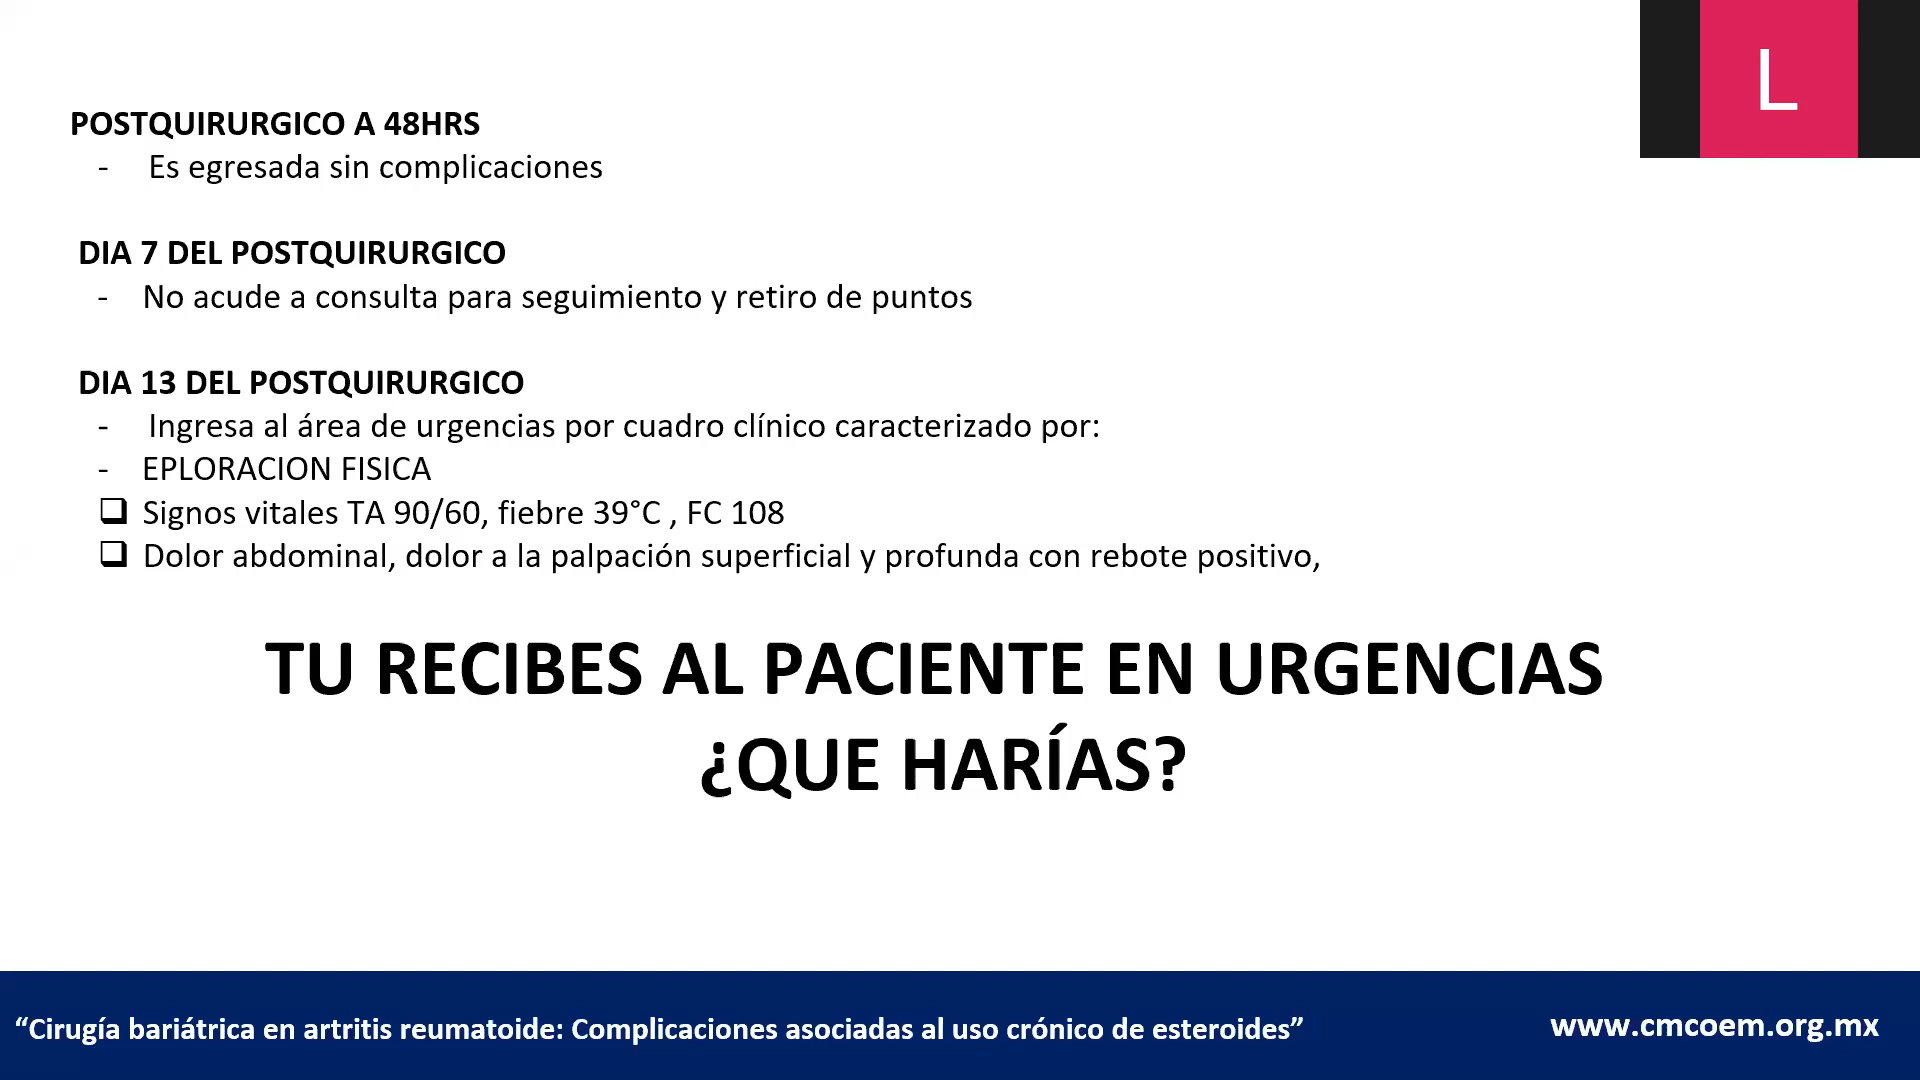 L
POSTQUIRURGICO A 48HRS
- Es egresada sin complicaciones
DIA 7 DEL POSTQUIRURGICO
- No acude a consulta para seguimiento y retiro de puntos
DIA 13 DEL POSTQUIRURGICO
- Ingresa al área de urgencias por cuadro clínico caracterizado por:
- EPLORACION FISICA
❑ Signos vitales TA 90/60, fiebre 39°C , FC 108
❑ Dolor abdominal, dolor a la palpación superficial y profunda con rebote positivo,
TU RECIBES AL PACIENTE EN URGENCIAS
¿QUE HARÍAS?
“Cirugía bariátrica en artritis reumatoide: Complicaciones asociadas al uso crónico de esteroides”
www.cmcoem.org.mx